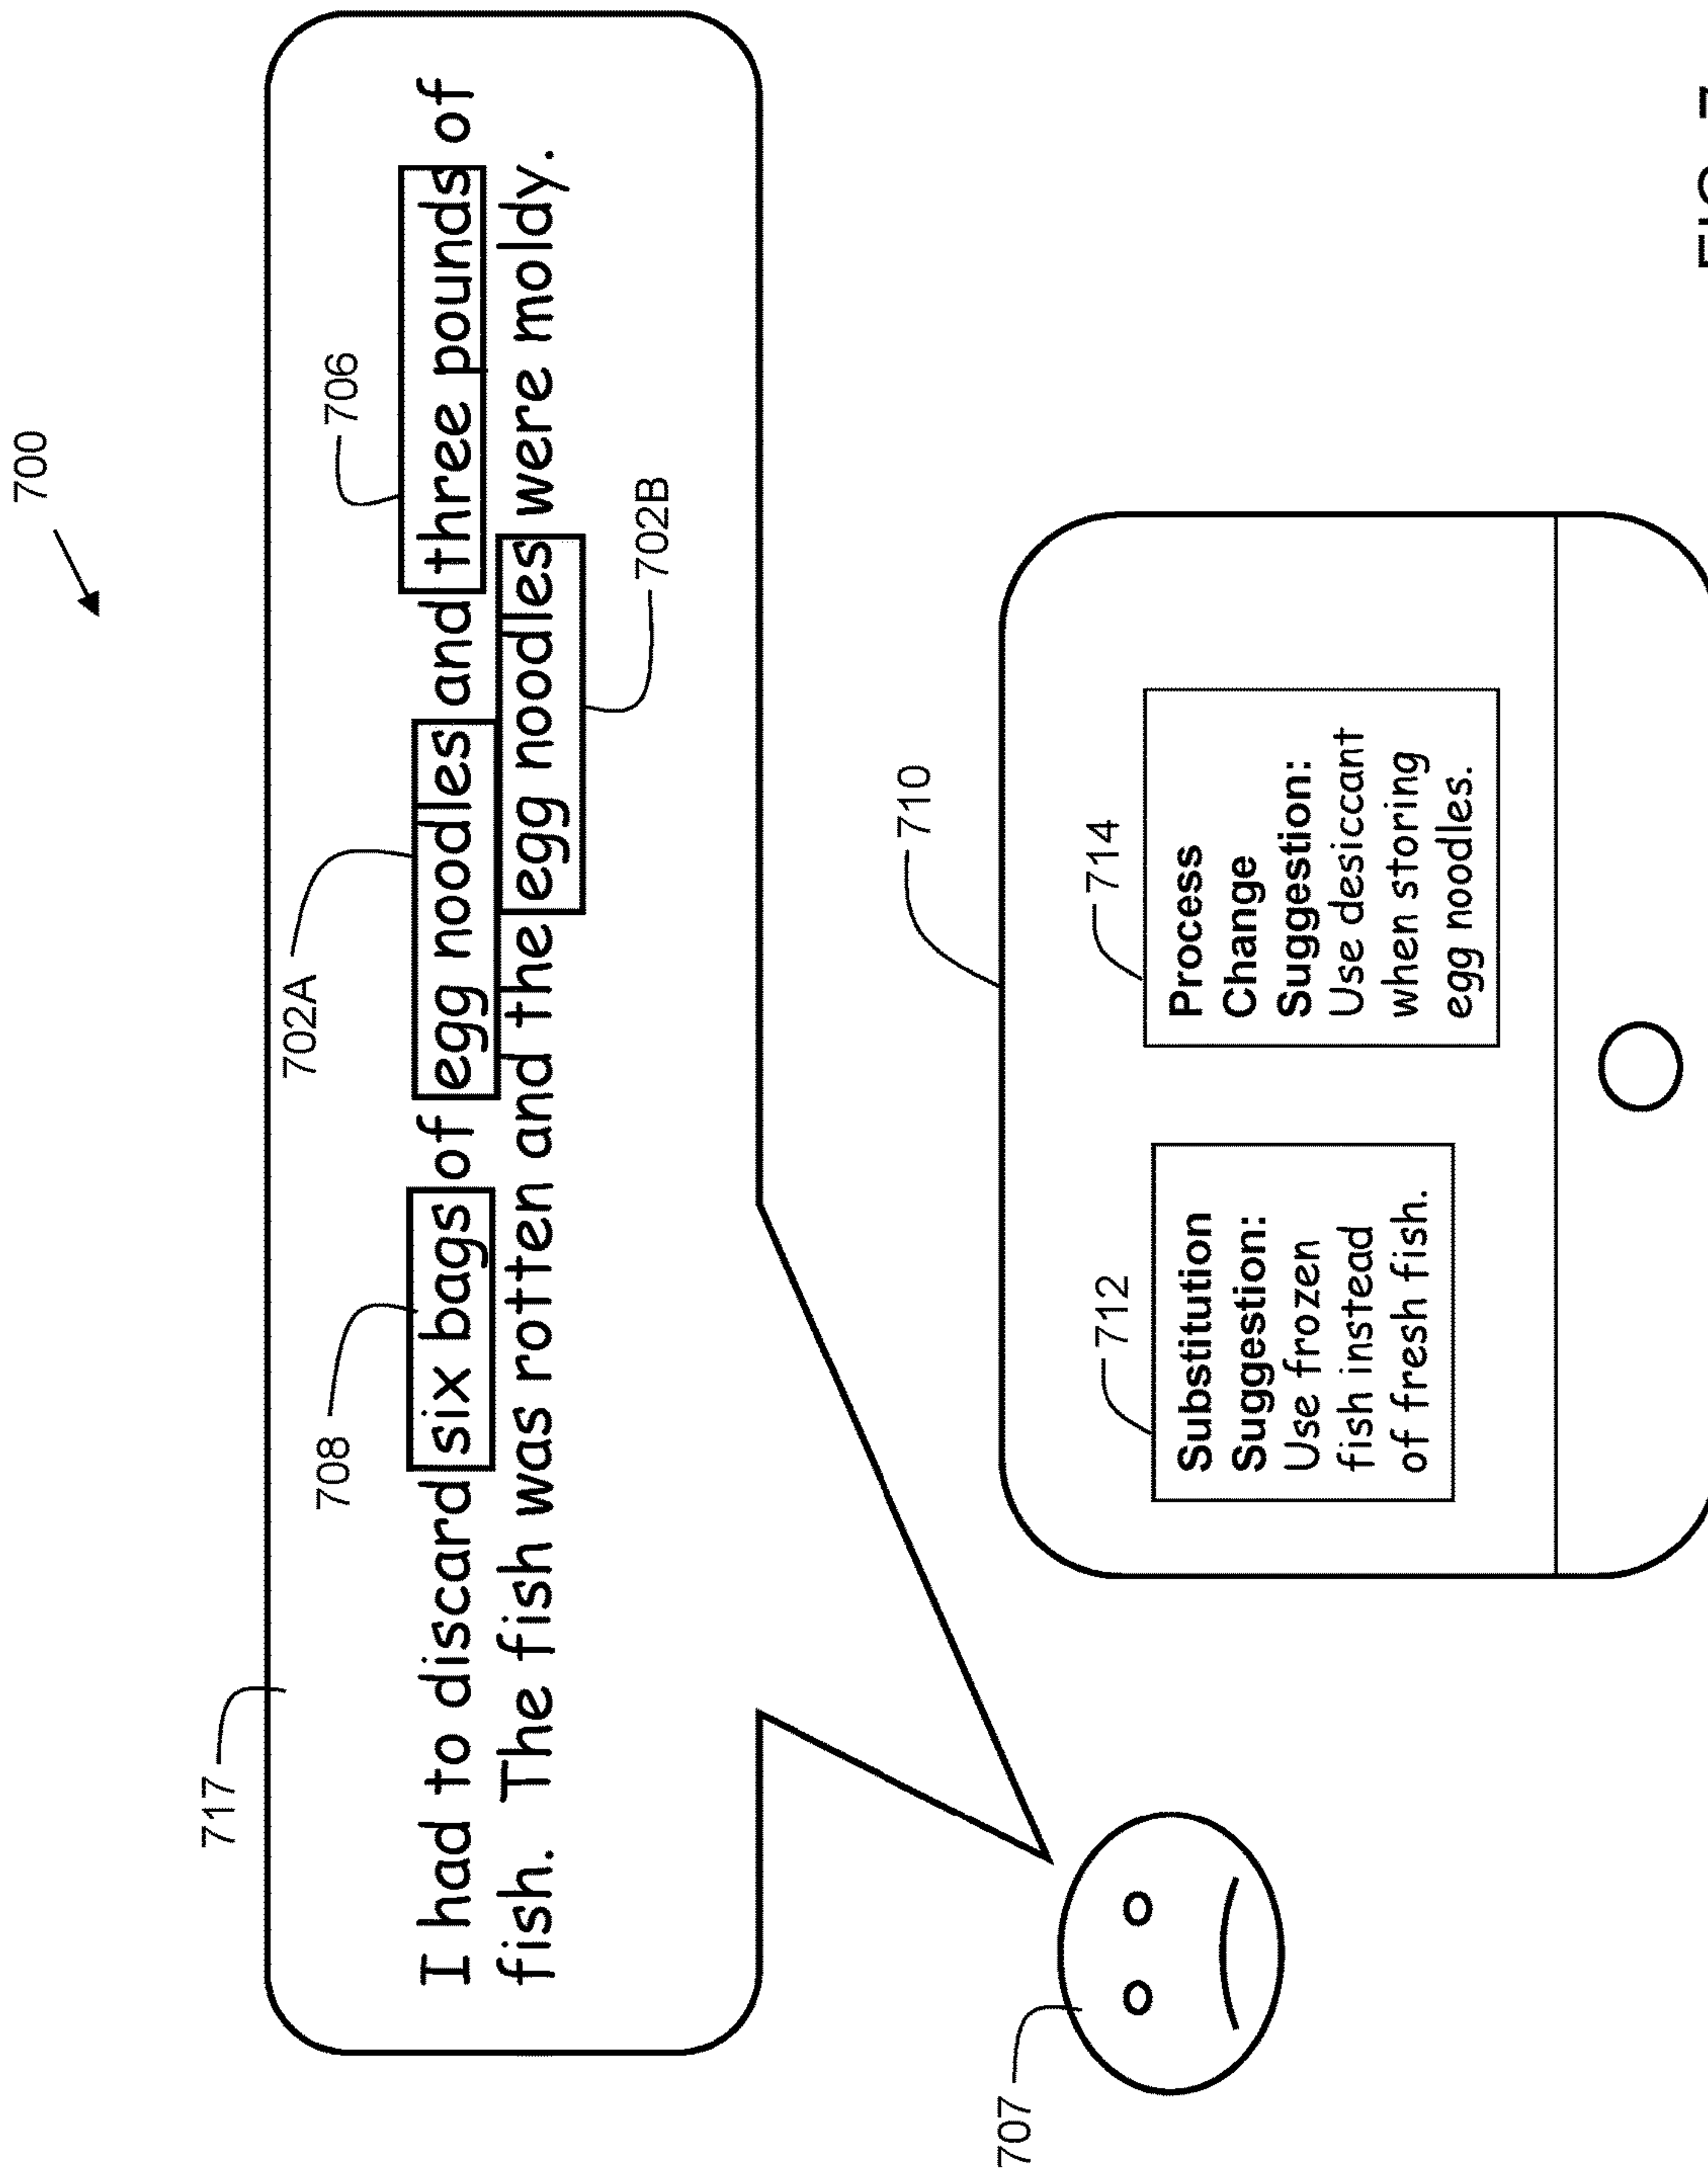 700
717
708
702A
706
I had to discard six bags of egg noodles and three pounds of
fish. The fish was rotten and the egg noodles were moldy.
702B
707
710
712
Substitution
Suggestion:
Use frozen
fish instead
of fresh fish.
714
Process
Change
Suggestion:
Use desiccant
when storing
egg noodles.